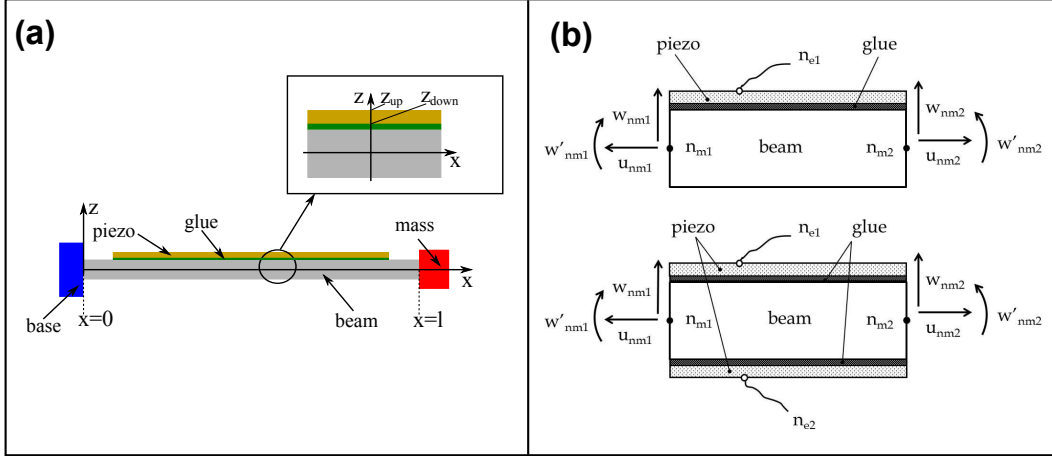 (a)
z
z_up
z_down
x
z
piezo
glue
mass
x
base
x=0
beam
x=l
(b)
piezo
n_e1
glue
w_nm1
w_nm2
w'_nm1
u_nm1
n_m1
beam
n_m2
u_nm2
w'_nm2
piezo
n_e1
glue
w_nm1
w_nm2
w'_nm1
u_nm1
n_m1
beam
n_m2
u_nm2
w'_nm2
n_e2